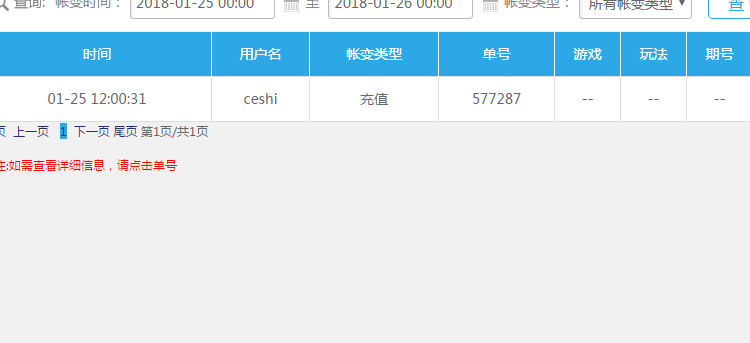 查询: 帐变时间： 2018-01-25 00:00 至 2018-01-26 00:00 帐变类型： 所有帐变类型
时间 用户名 帐变类型 单号 游戏 玩法 期号
01-25 12:00:31 ceshi 充值 577287 -- -- --
页 上一页 1 下一页 尾页 第1页/共1页
注:如需查看详细信息，请点击单号